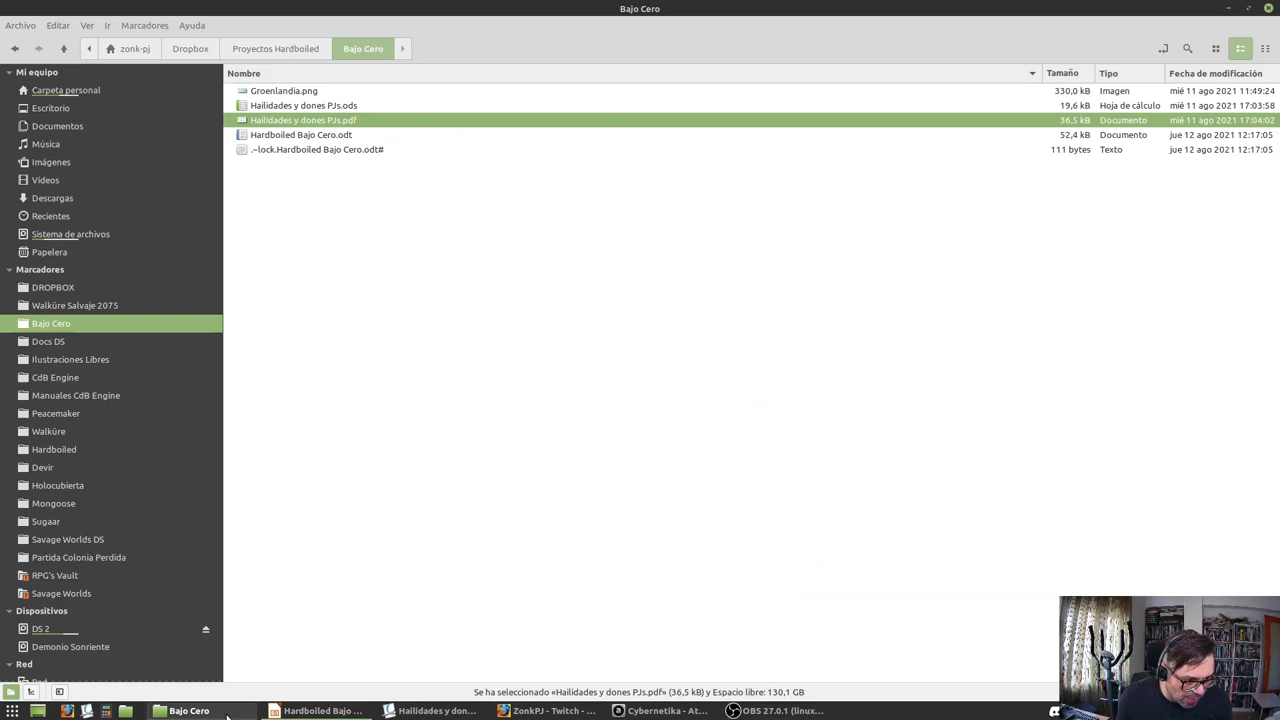 Bajo Cero
Archivo Editar Ver Ir Marcadores Ayuda
zonk-pj Dropbox Proyectos Hardboiled Bajo Cero
Mi equipo
Carpeta personal
Escritorio
Documentos
Música
Imágenes
Vídeos
Descargas
Recientes
Sistema de archivos
Papelera
Marcadores
DROPBOX
Walküre Salvaje 2075
Bajo Cero
Docs DS
Ilustraciones Libres
CdB Engine
Manuales CdB Engine
Peacemaker
Walküre
Hardboiled
Devir
Holocubierta
Mongoose
Sugaar
Savage Worlds DS
Partida Colonia Perdida
RPG's Vault
Savage Worlds
Dispositivos
DS 2
Demonio Sonriente
Red
Nombre Tamaño Tipo Fecha de modificación
Groenlandia.png 330,0 kB Imagen mié 11 ago 2021 11:49:24
Hailidades y dones PJs.ods 19,6 kB Hoja de cálculo mié 11 ago 2021 17:03:58
Hailidades y dones PJs.pdf 36,5 kB Documento mié 11 ago 2021 17:04:02
Hardboiled Bajo Cero.odt 52,4 kB Documento jue 12 ago 2021 12:17:05
.~lock.Hardboiled Bajo Cero.odt# 111 bytes Texto jue 12 ago 2021 12:17:05
Se ha seleccionado «Hailidades y dones PJs.pdf» (36,5 kB) y Espacio libre: 130,1 GB
Bajo Cero Hardboiled Bajo ... Hailidades y don... ZonkPJ - Twitch - ... Cybernetika - At... OBS 27.0.1 (linux...